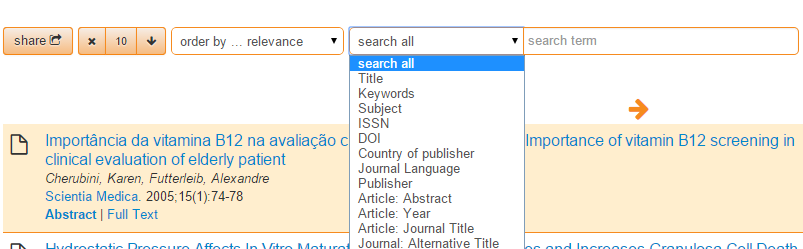 share 10 order by ... relevance search all search term
search all
Title
Keywords
Subject
ISSN
DOI
Country of publisher
Journal Language
Publisher
Article: Abstract
Article: Year
Article: Journal Title
Journal: Alternative Title
Importância da vitamina B12 na avaliação c Importance of vitamin B12 screening in
clinical evaluation of elderly patient
Cherubini, Karen, Futterleib, Alexandre
Scientia Medica. 2005;15(1):74-78
Abstract | Full Text
Hydrostatic Pressure Affects In Vitro Maturat es and Increases Granulosa Cell Death